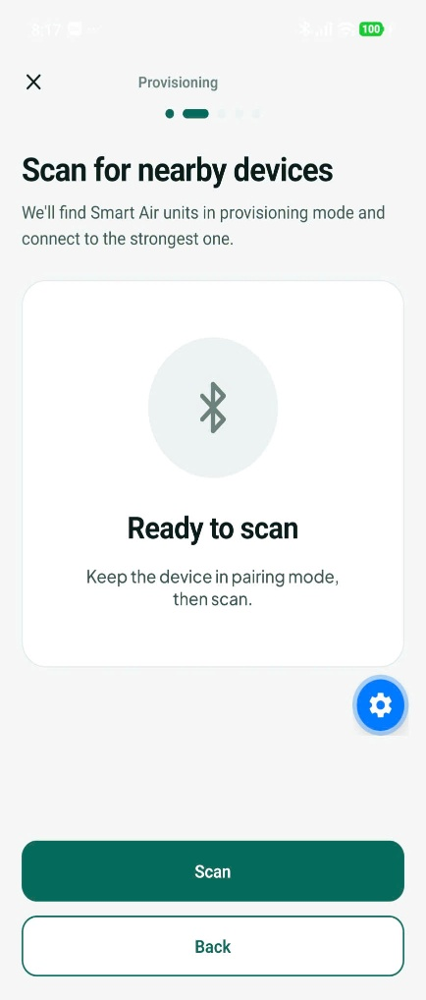 8:17
100
Provisioning
Scan for nearby devices
We'll find Smart Air units in provisioning mode and
connect to the strongest one.
Ready to scan
Keep the device in pairing mode,
then scan.
Scan
Back